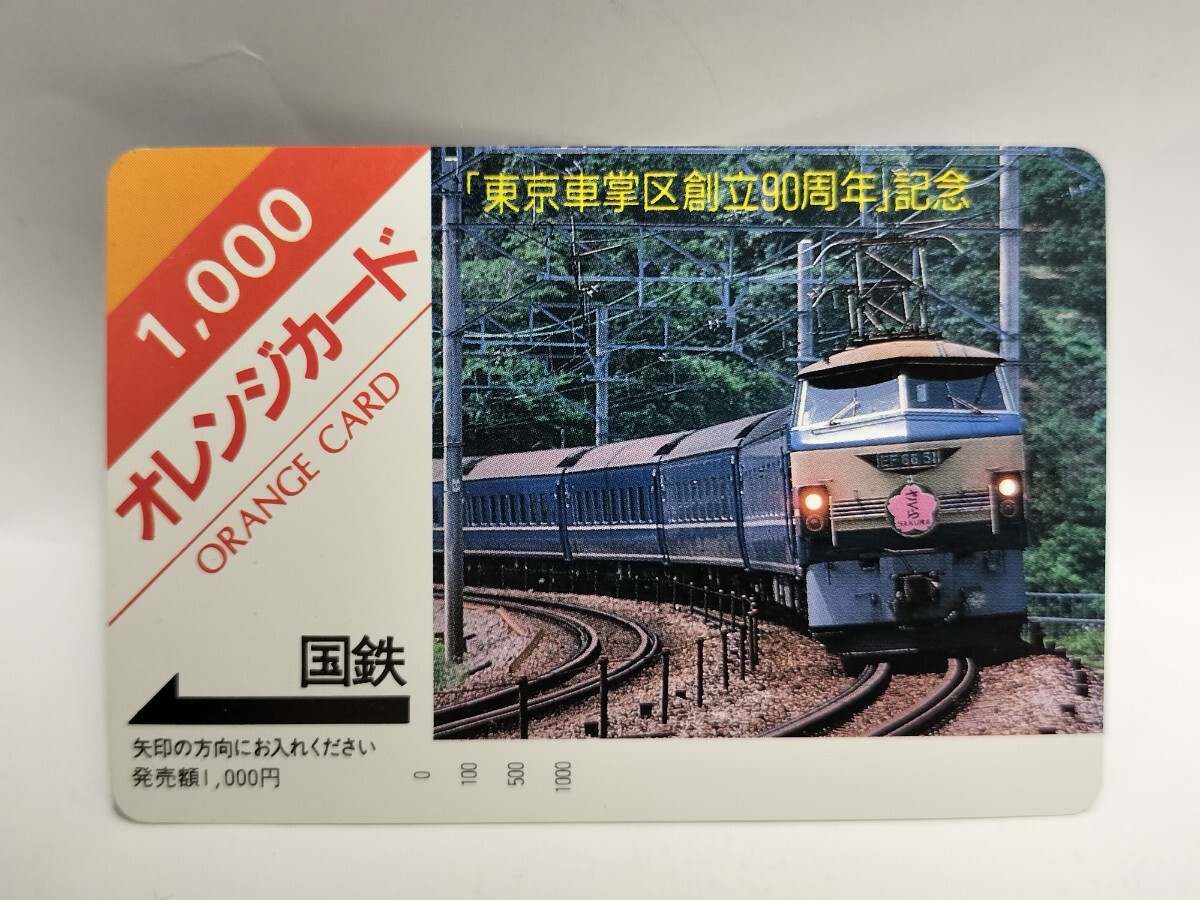 1,000
オレンジカード
ORANGE CARD
国鉄
矢印の方向にお入れください
発売額1,000円
0 100 500 1000
「東京車掌区創立90周年」記念
EF 66 51
さくら
SAKURA